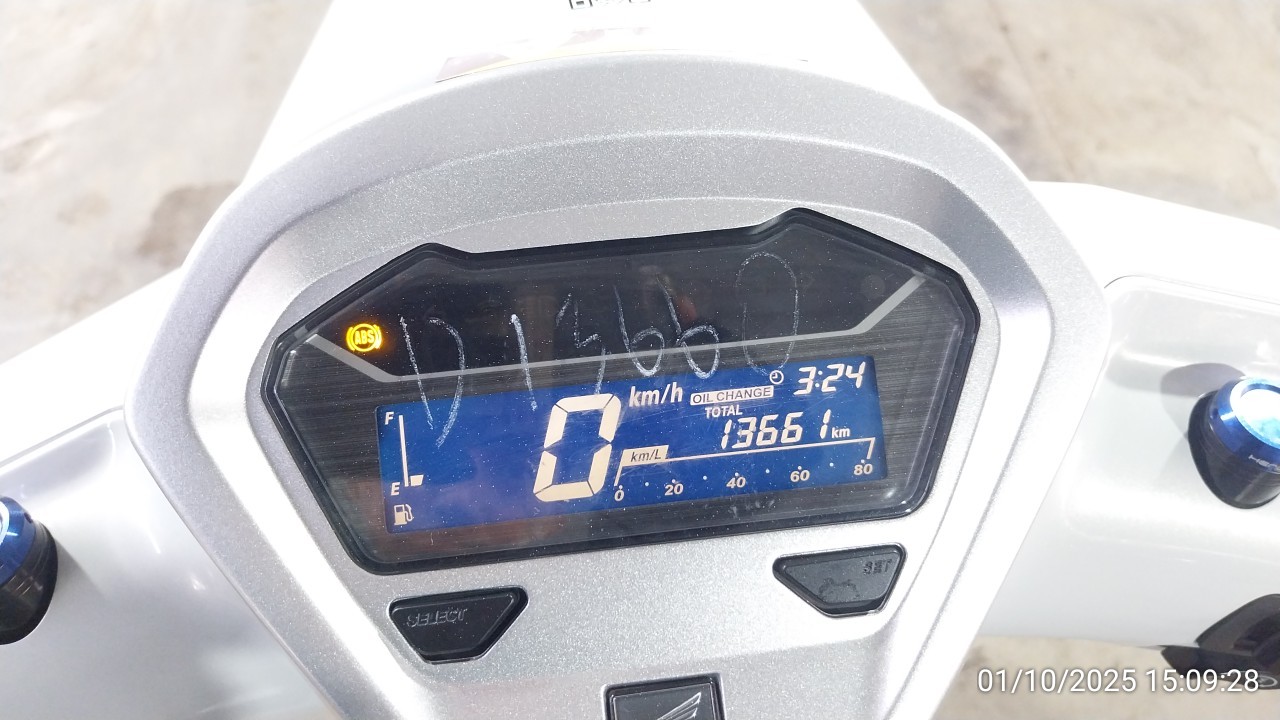 ABS
D13660
F
km/h
OIL CHANGE
3:24
TOTAL
13661 km
0
km/L
E
0 20 40 60 80
SELECT
SET
01/10/2025 15:09:28